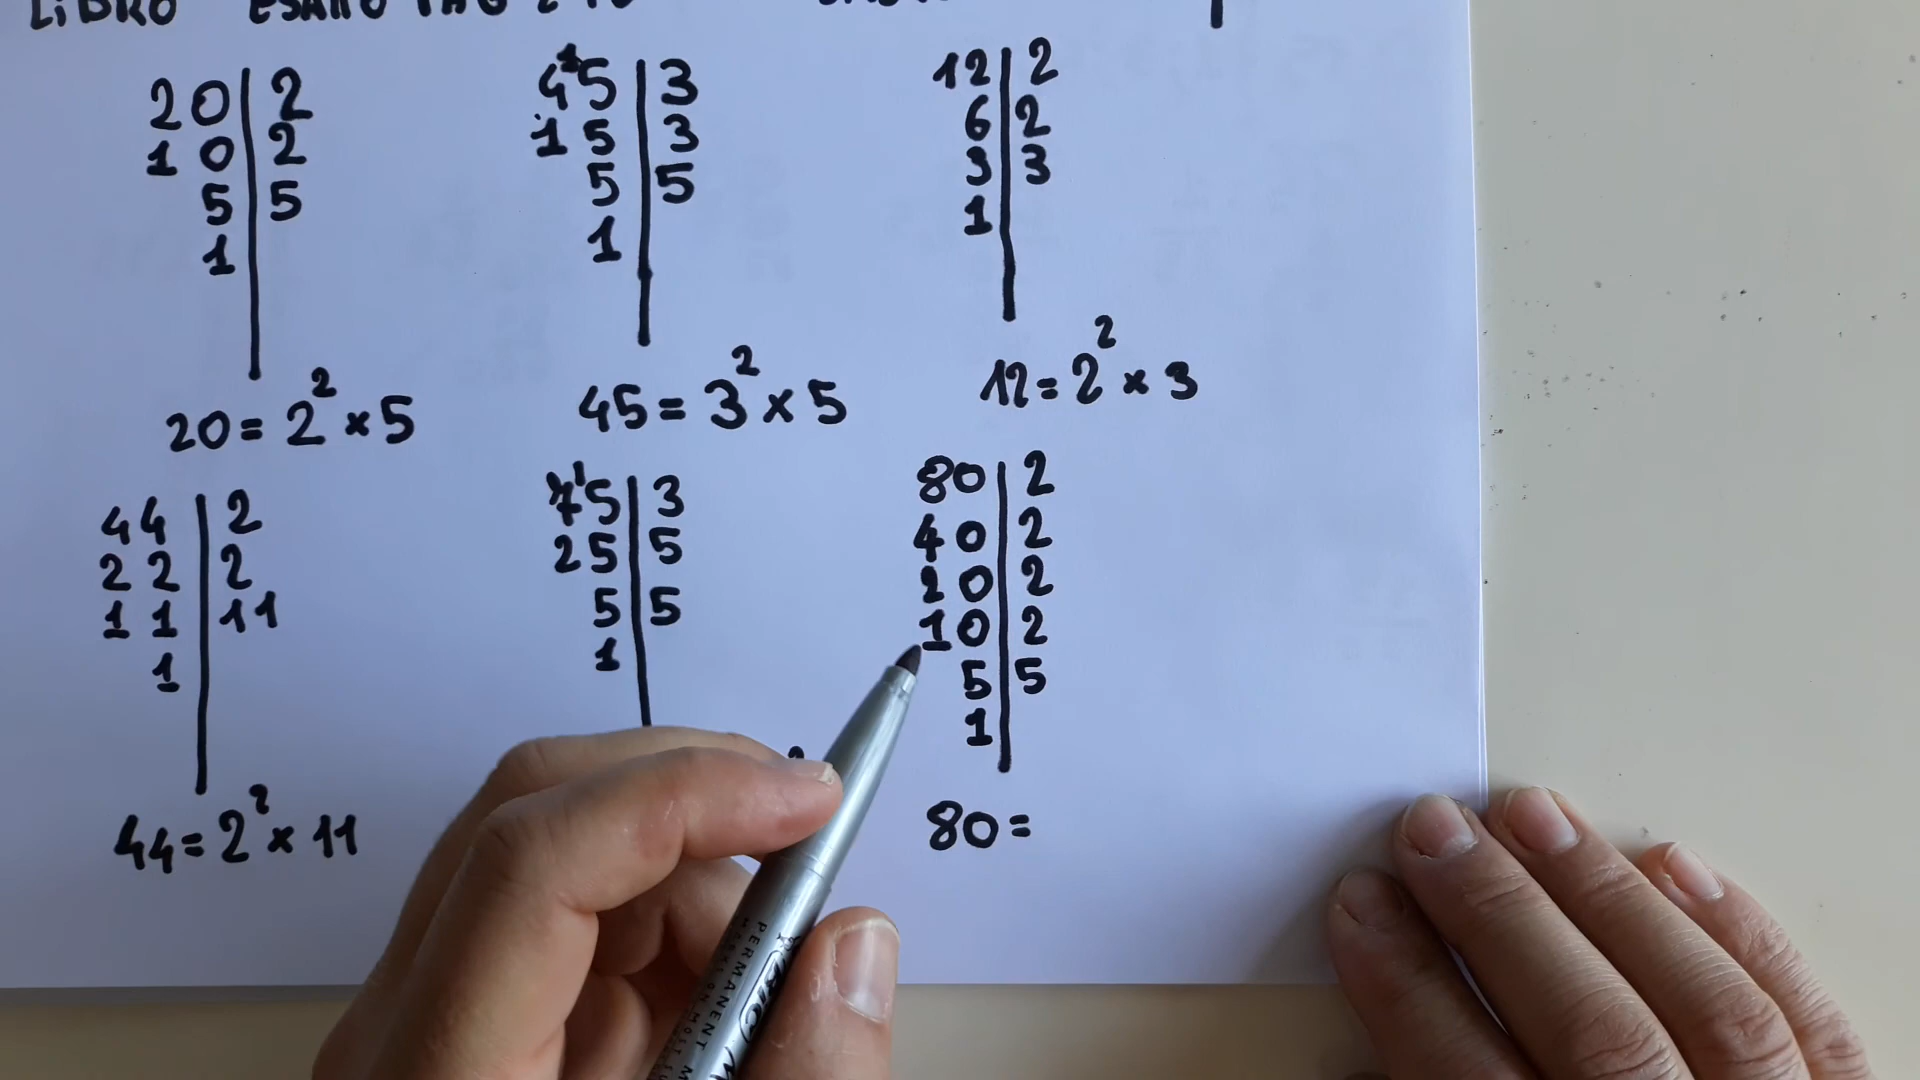 LIBRO
20 | 2
10 | 2
5 | 5
1
20 = 2² × 5
45 | 3
15 | 3
5 | 5
1
45 = 3² × 5
12 | 2
6 | 2
3 | 3
1
12 = 2² × 3
44 | 2
22 | 2
11 | 11
1
44 = 2² × 11
75 | 3
25 | 5
5 | 5
1
80 | 2
40 | 2
20 | 2
10 | 2
5 | 5
1
80 =
BIC
PERMANENT